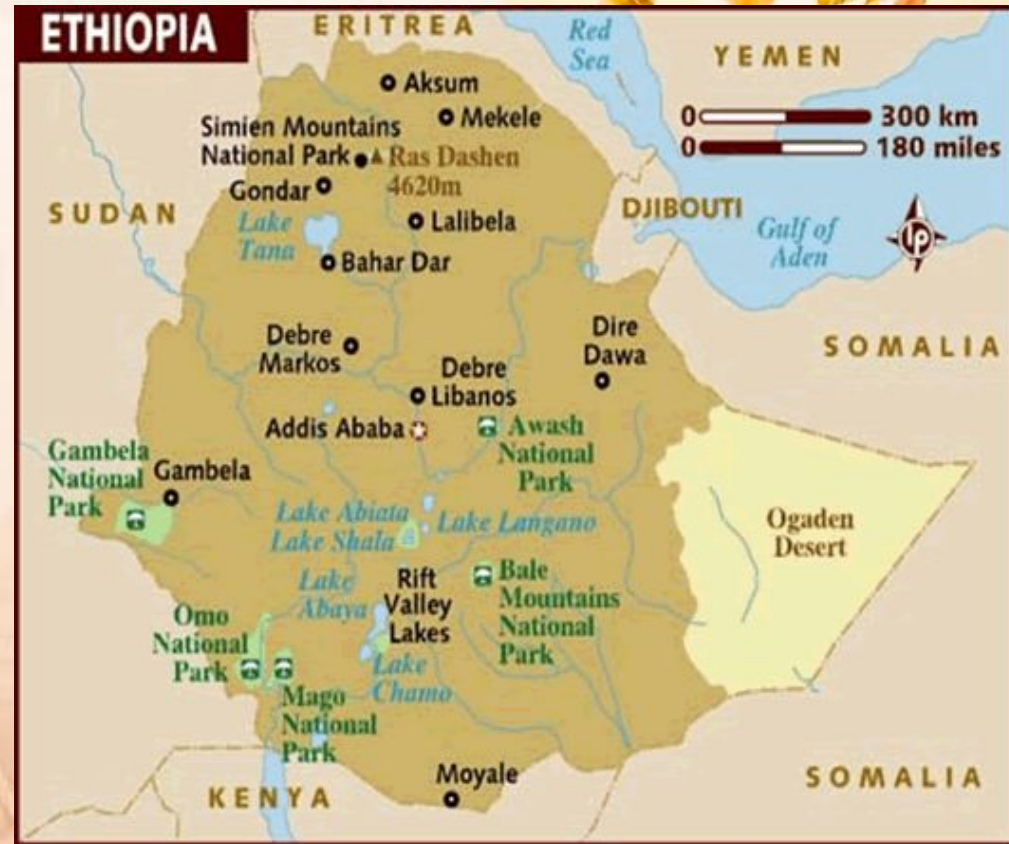 ETHIOPIA
ERITREA
Red
Sea
YEMEN
Aksum
Mekele
0 300 km
0 180 miles
Simien Mountains
National Park
Ras Dashen
4620m
Gondar
SUDAN
Lake
Tana
Lalibela
DJIBOUTI
Gulf of
Aden
LP
Bahar Dar
Debre
Markos
Dire
Dawa
SOMALIA
Debre
Libanos
Addis Ababa
Awash
National
Park
Gambela
National
Park
Gambela
Lake Abiata
Lake Shala
Lake Langano
Ogaden
Desert
Lake
Abaya
Rift
Valley
Lakes
Bale
Mountains
National
Park
Omo
National
Park
Lake
Chamo
Mago
National
Park
Moyale
KENYA
SOMALIA